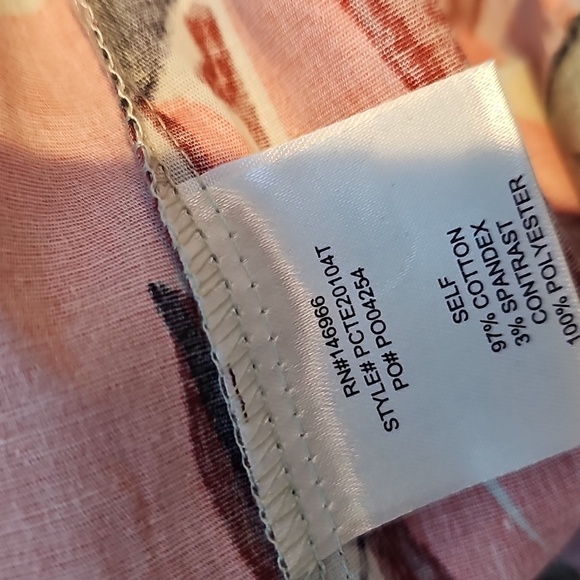 RN#146966
STYLE# PCTE20104T
PO# PO04254
SELF
97% COTTON
3% SPANDEX
CONTRAST
100% POLYESTER